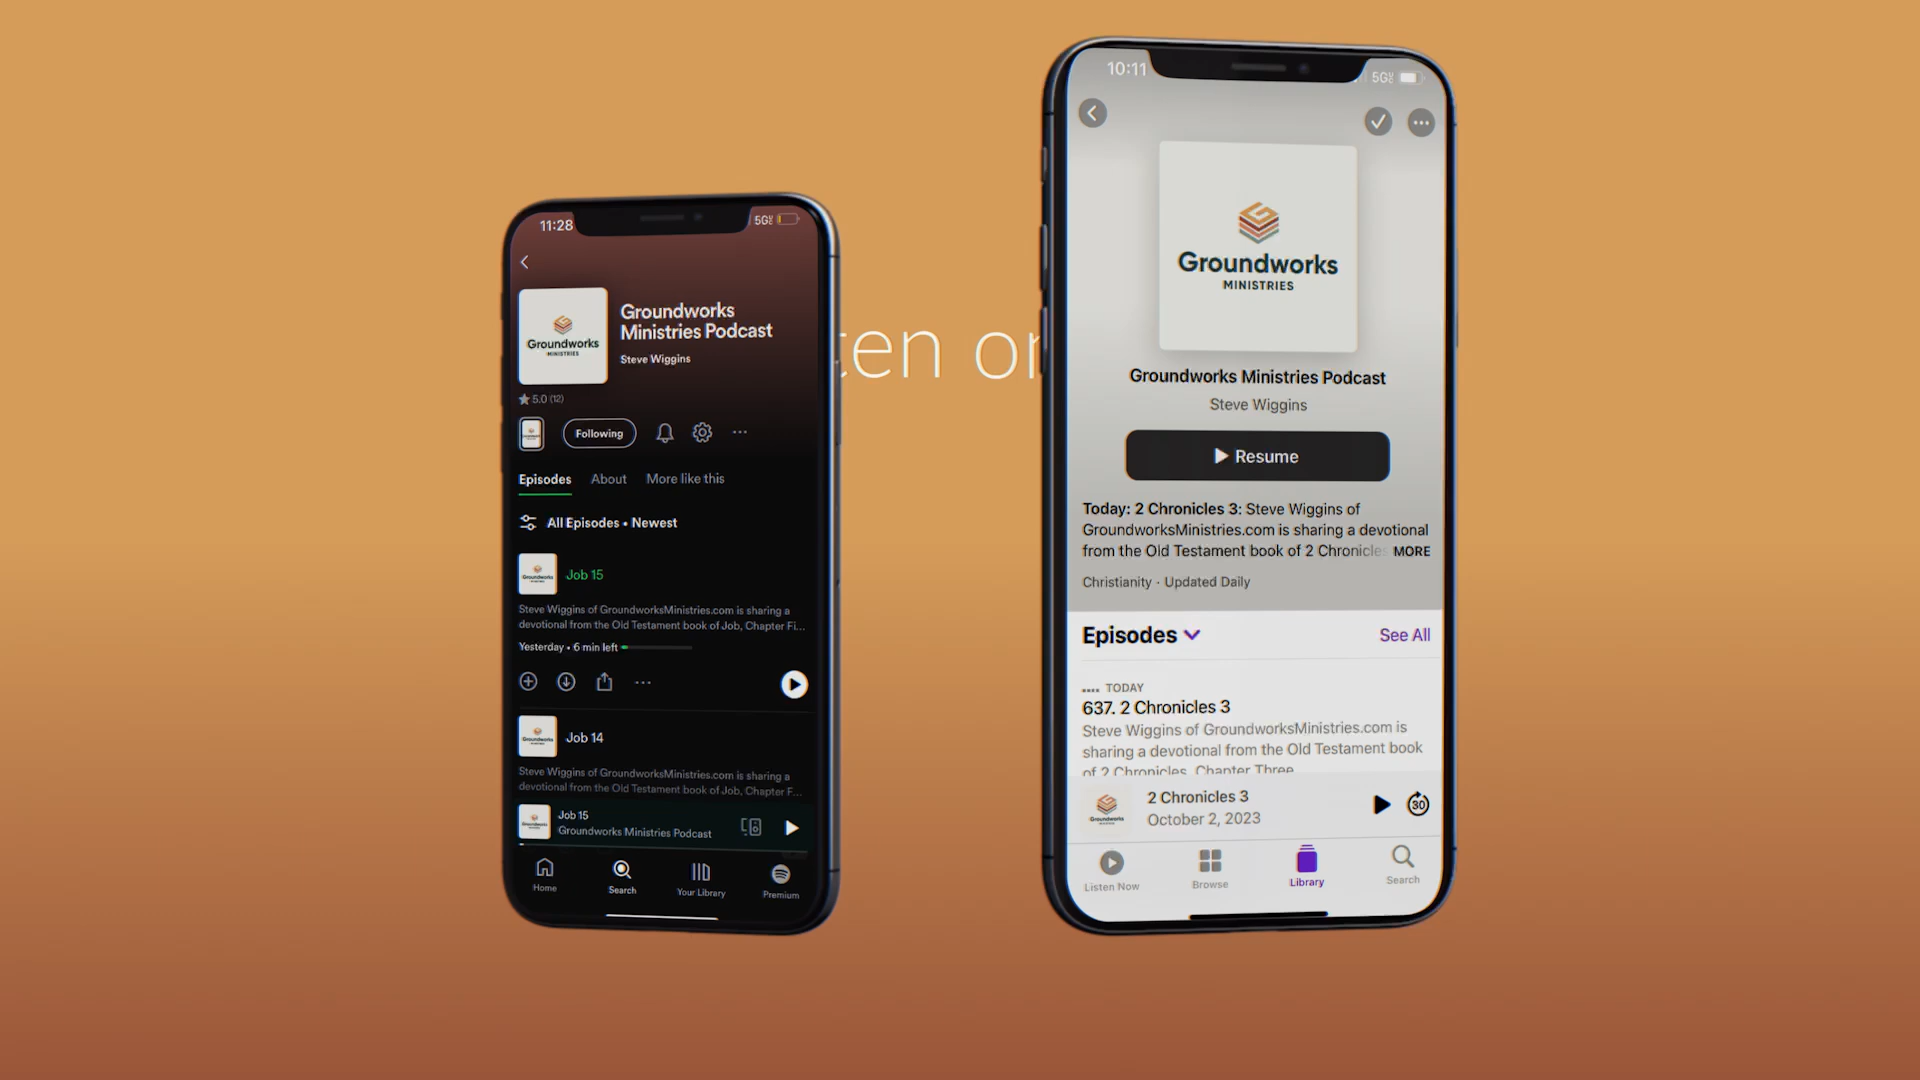 11:28
5G
Groundworks
MINISTRIES
Groundworks
Ministries Podcast
Steve Wiggins
5.0 (12)
Following
Episodes About More like this
All Episodes • Newest
Groundworks
Job 15
Steve Wiggins of GroundworksMinistries.com is sharing a
devotional from the Old Testament book of Job, Chapter Fi...
Yesterday • 6 min left
Groundworks
Job 14
Steve Wiggins of GroundworksMinistries.com is sharing a
devotional from the Old Testament book of Job, Chapter F...
Groundworks
Job 15
Groundworks Ministries Podcast
Home Search Your Library Premium
ten on
10:11
5G
Groundworks
MINISTRIES
Groundworks Ministries Podcast
Steve Wiggins
Resume
Today: 2 Chronicles 3: Steve Wiggins of
GroundworksMinistries.com is sharing a devotional
from the Old Testament book of 2 Chronicles MORE
Christianity · Updated Daily
Episodes See All
TODAY
637. 2 Chronicles 3
Steve Wiggins of GroundworksMinistries.com is
sharing a devotional from the Old Testament book
of 2 Chronicles, Chapter Three
Groundworks
2 Chronicles 3
October 2, 2023
30
Listen Now Browse Library Search